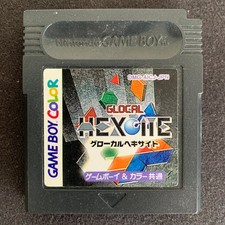 Nintendo GAME BOY
GAME BOY COLOR
GLOCAL
HEXCITE
グローカルヘキサイト
ゲームボーイ & カラー共通